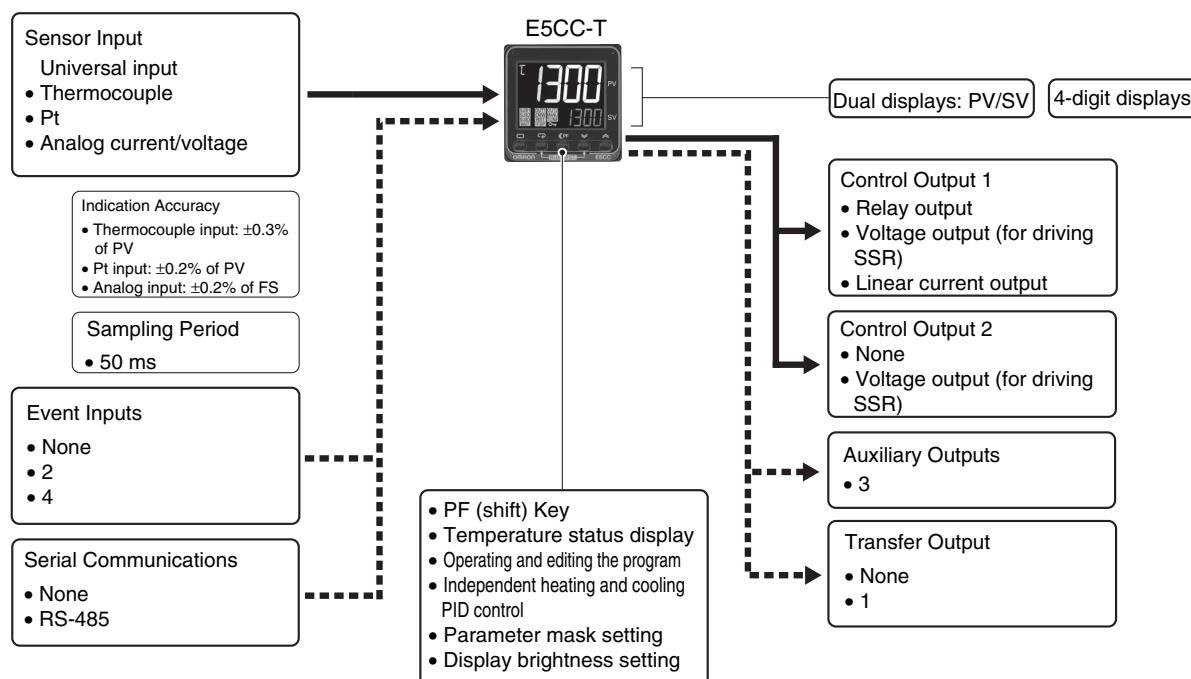 E5CC-T
Sensor Input
Universal input
• Thermocouple
• Pt
• Analog current/voltage
Indication Accuracy
• Thermocouple input: ±0.3%
of PV
• Pt input: ±0.2% of PV
• Analog input: ±0.2% of FS
Sampling Period
• 50 ms
Event Inputs
• None
• 2
• 4
Serial Communications
• None
• RS-485
1300
PV
1300
SV
PF
OMRON
E5CC
• PF (shift) Key
• Temperature status display
• Operating and editing the program
• Independent heating and cooling
PID control
• Parameter mask setting
• Display brightness setting
Dual displays: PV/SV
4-digit displays
Control Output 1
• Relay output
• Voltage output (for driving
SSR)
• Linear current output
Control Output 2
• None
• Voltage output (for driving
SSR)
Auxiliary Outputs
• 3
Transfer Output
• None
• 1